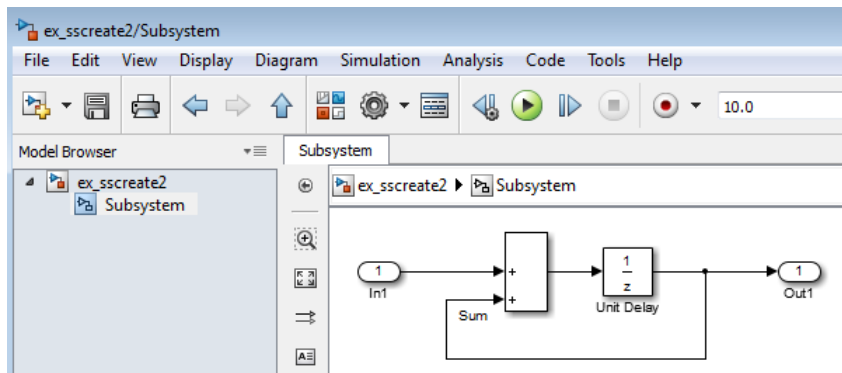 ex_sscreate2/Subsystem
File Edit View Display Diagram Simulation Analysis Code Tools Help
10.0
Model Browser
Subsystem
ex_sscreate2
Subsystem
ex_sscreate2 Subsystem
1
In1
+
+
Sum
1
z
Unit Delay
1
Out1